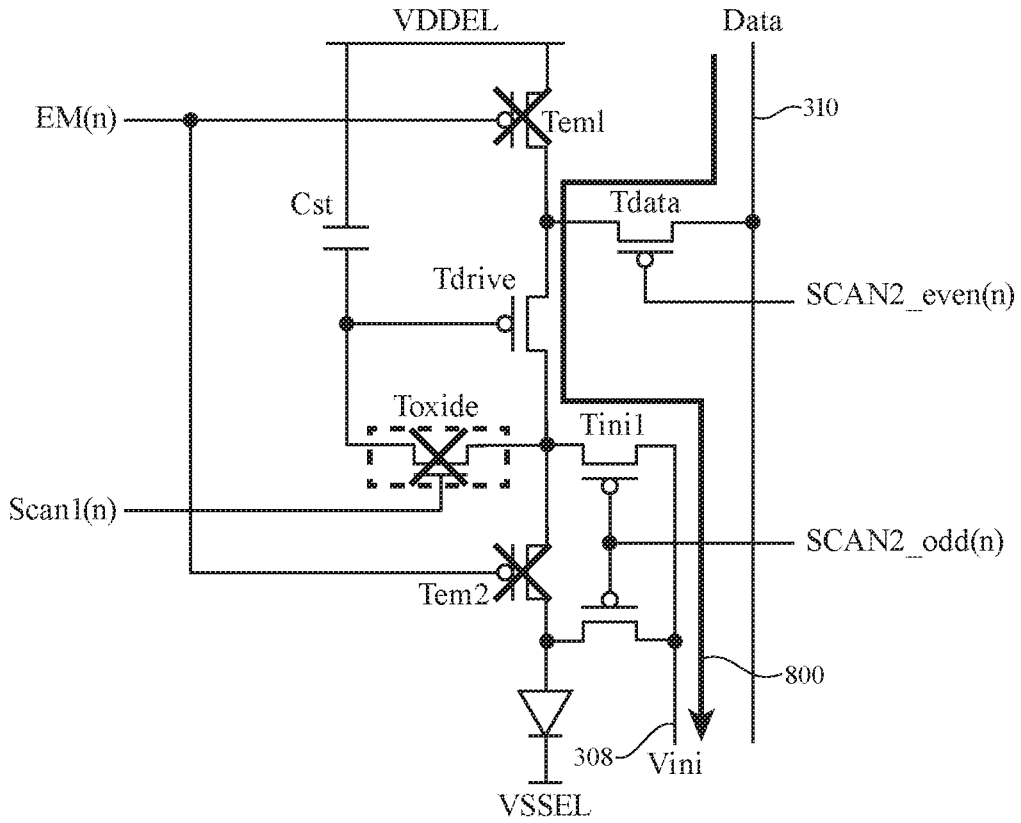 VDDEL
Data
EM(n)
Tem1
310
Cst
Tdata
Tdrive
SCAN2_even(n)
Toxide
Tini1
Scan1(n)
SCAN2_odd(n)
Tem2
800
308
Vini
VSSEL